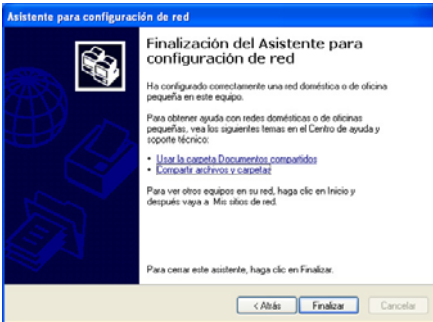 Asistente para configuración de red
Finalización del Asistente para
configuración de red
Ha configurado correctamente una red doméstica o de oficina
pequeña en este equipo.
Para obtener ayuda con redes domésticas o de oficinas
pequeñas, vea los siguientes temas en el Centro de ayuda y
soporte técnico:
• Usar la carpeta Documentos compartidos
• Compartir archivos y carpetas
Para ver otros equipos en su red, haga clic en Inicio y
después vaya a Mis sitios de red.
Para cerrar este asistente, haga clic en Finalizar.
< Atrás
Finalizar
Cancelar